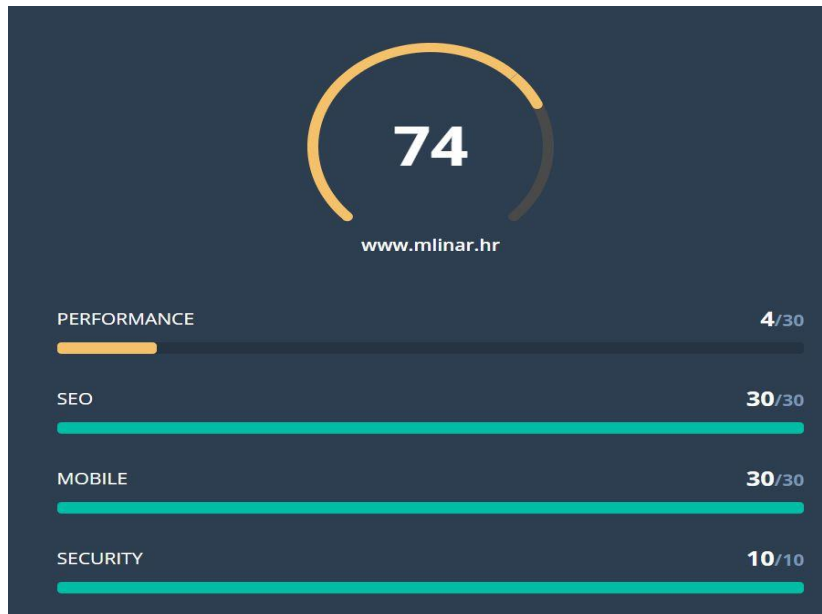 74
www.mlinar.hr
PERFORMANCE 4/30
SEO 30/30
MOBILE 30/30
SECURITY 10/10